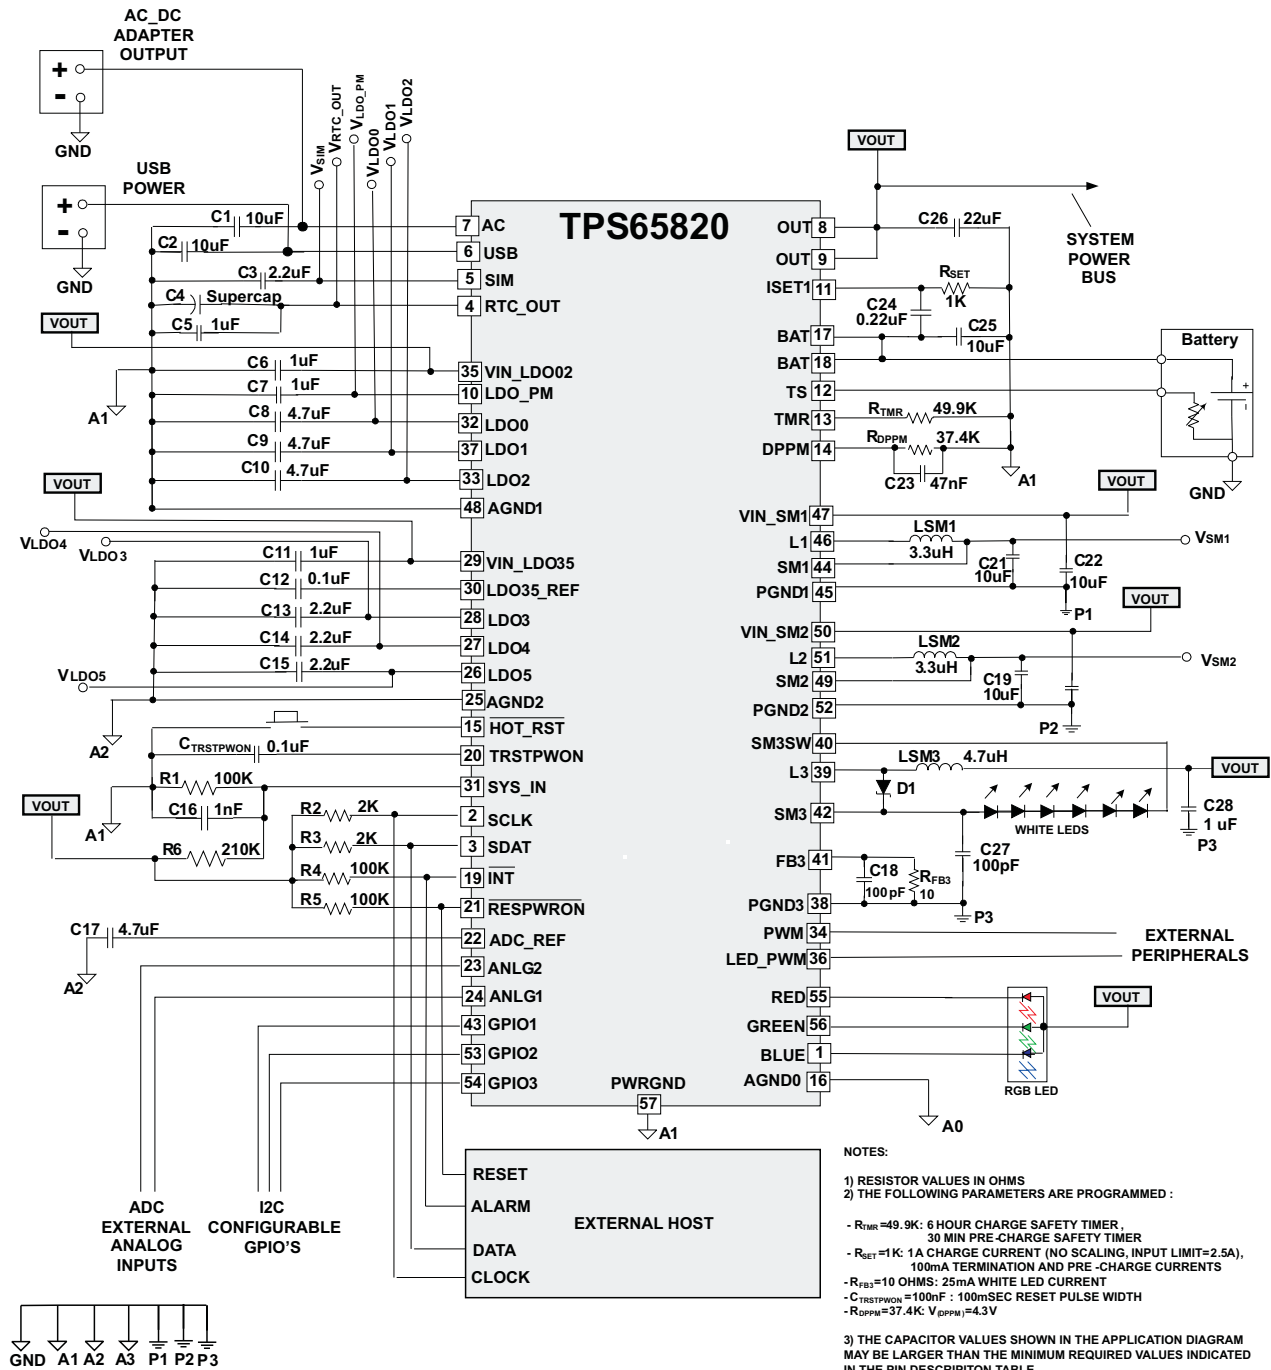 AC_DC
ADAPTER
OUTPUT
+
-
GND
USB
POWER
+
-
GND
VSIM
VRTC_OUT
VLDO_PM
VLDO0
VLDO1
VLDO2
TPS65820
C1 10uF 7 AC
C2 10uF 6 USB
C3 2.2uF 5 SIM
C4 Supercap 4 RTC_OUT
C5 1uF
VOUT
C6 1uF 35 VIN_LDO02
C7 1uF 10 LDO_PM
A1
C8 4.7uF 32 LDO0
C9 4.7uF 37 LDO1
C10 4.7uF 33 LDO2
VOUT
48 AGND1
VLDO4
VLDO3
C11 1uF 29 VIN_LDO35
C12 0.1uF 30 LDO35_REF
C13 2.2uF 28 LDO3
C14 2.2uF 27 LDO4
C15 2.2uF 26 LDO5
VLDO5
25 AGND2
A2
15 HOT_RST
CTRSTPWON 0.1uF 20 TRSTPWON
R1 100K 31 SYS_IN
VOUT
C16 1nF
A1
R2 2K 2 SCLK
R3 2K 3 SDAT
R6 210K
R4 100K 19 INT
R5 100K 21 RESPWRON
C17 4.7uF 22 ADC_REF
A2
23 ANLG2
24 ANLG1
43 GPIO1
53 GPIO2
54 GPIO3
PWRGND
57
A1
VOUT
OUT 8 C26 22uF
OUT 9
SYSTEM
POWER
BUS
ISET1 11 RSET
1K
C24
0.22uF
BAT 17 C25
10uF
BAT 18
Battery
+
-
TS 12
TMR 13 RTMR 49.9K
DPPM 14 RDPPM 37.4K
C23 47nF
A1
GND
VOUT
VIN_SM1 47
L1 46 LSM1
3.3uH
VSM1
SM1 44
C21
10uF
C22
10uF
PGND1 45
P1
VOUT
VIN_SM2 50
L2 51 LSM2
3.3uH
VSM2
SM2 49
C19
10uF
PGND2 52
P2
SM3SW 40
L3 39 LSM3 4.7uH
VOUT
D1
SM3 42
WHITE LEDS
C28
1 uF
P3
C27
100pF
FB3 41
C18
100pF
RFB3
10
PGND3 38
P3
PWM 34
LED_PWM 36
EXTERNAL
PERIPHERALS
RED 55
VOUT
GREEN 56
BLUE 1
AGND0 16
RGB LED
A0
RESET
ALARM
DATA
CLOCK
EXTERNAL HOST
ADC
EXTERNAL
ANALOG
INPUTS
I2C
CONFIGURABLE
GPIO'S
GND A1 A2 A3 P1 P2 P3
NOTES:
1) RESISTOR VALUES IN OHMS
2) THE FOLLOWING PARAMETERS ARE PROGRAMMED :
- RTMR=49.9K: 6 HOUR CHARGE SAFETY TIMER ,
30 MIN PRE-CHARGE SAFETY TIMER
- RSET=1K: 1A CHARGE CURRENT (NO SCALING, INPUT LIMIT=2.5A),
100mA TERMINATION AND PRE -CHARGE CURRENTS
- RFB3=10 OHMS: 25mA WHITE LED CURRENT
- CTRSTPWON =100nF : 100mSEC RESET PULSE WIDTH
- RDPPM=37.4K: V(DPPM)=4.3V
3) THE CAPACITOR VALUES SHOWN IN THE APPLICATION DIAGRAM
MAY BE LARGER THAN THE MINIMUM REQUIRED VALUES INDICATED
IN THE PIN DESCRIPITON TABLE